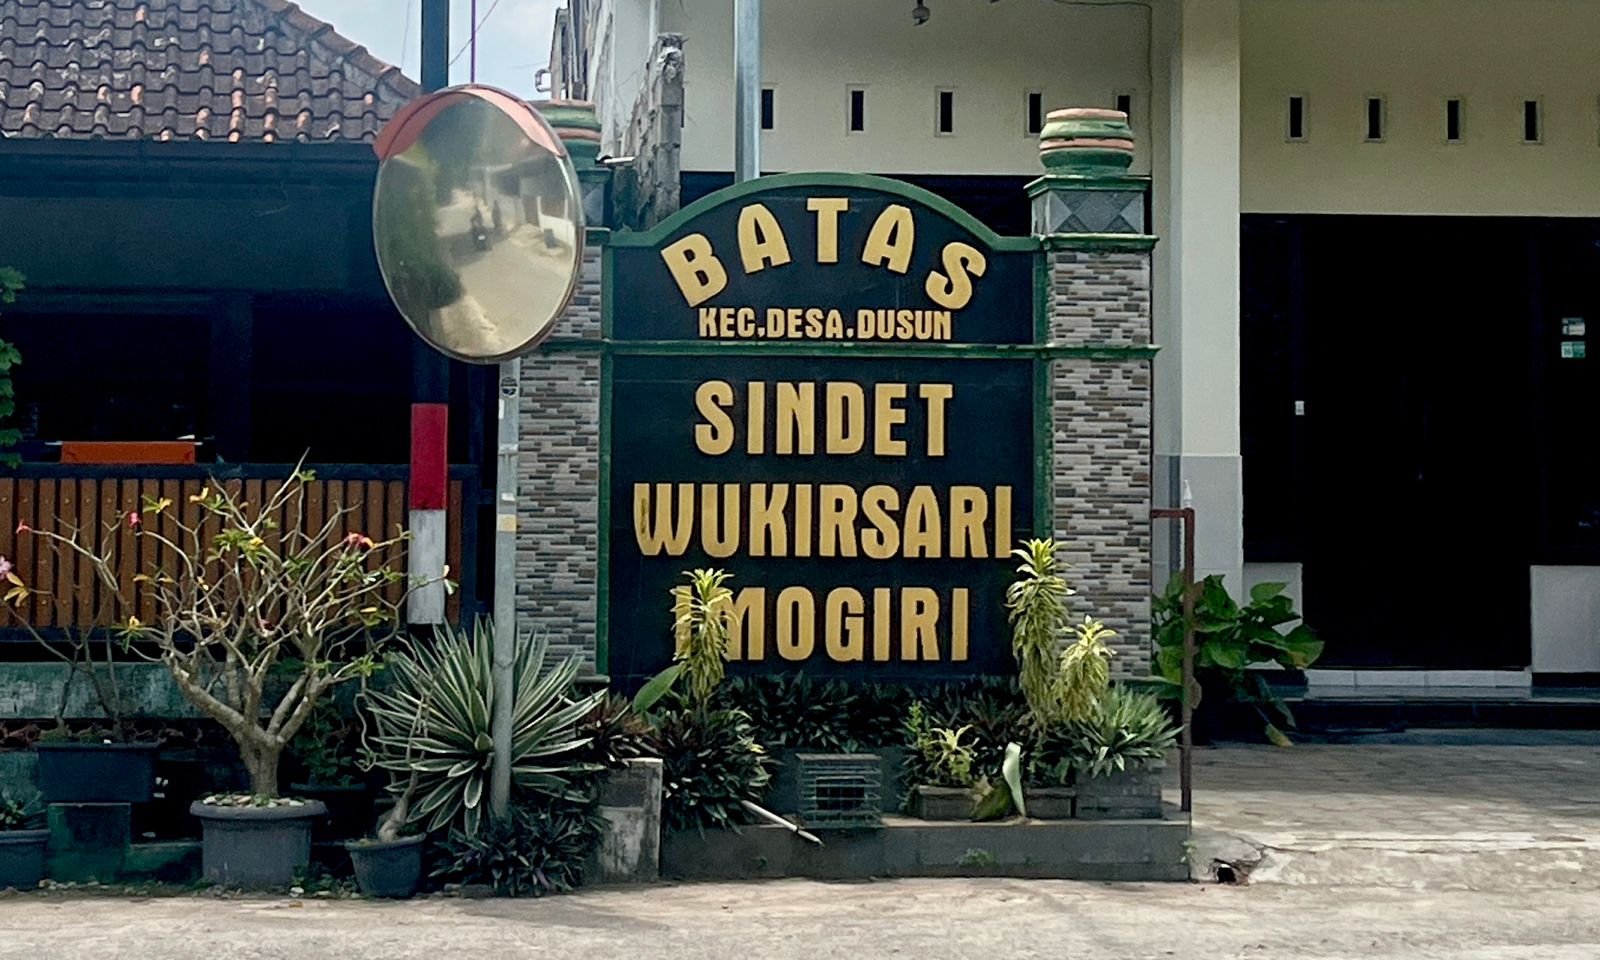 BATAS
KEC.DESA.DUSUN
SINDET
WUKIRSARI
IMOGIRI